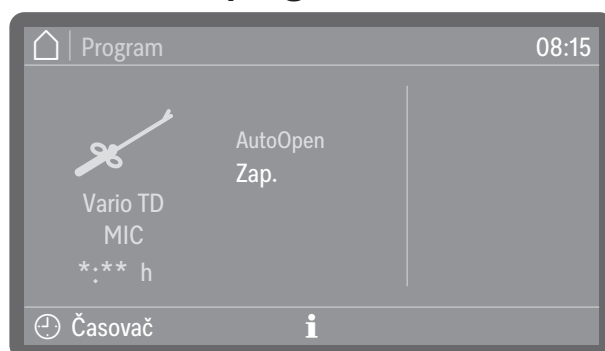 Program 08:15
AutoOpen
Zap.
Vario TD
MIC
*:** h
Časovač i